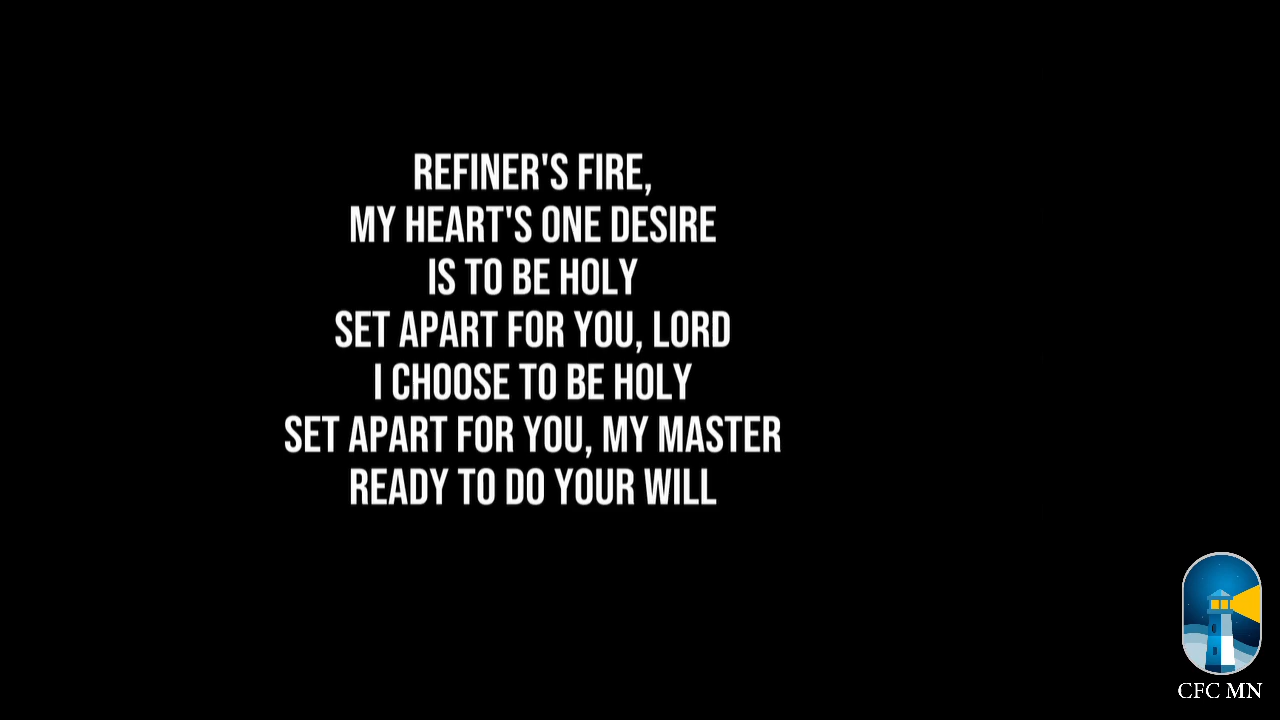 REFINER'S FIRE,
MY HEART'S ONE DESIRE
IS TO BE HOLY
SET APART FOR YOU, LORD
I CHOOSE TO BE HOLY
SET APART FOR YOU, MY MASTER
READY TO DO YOUR WILL
CFC MN